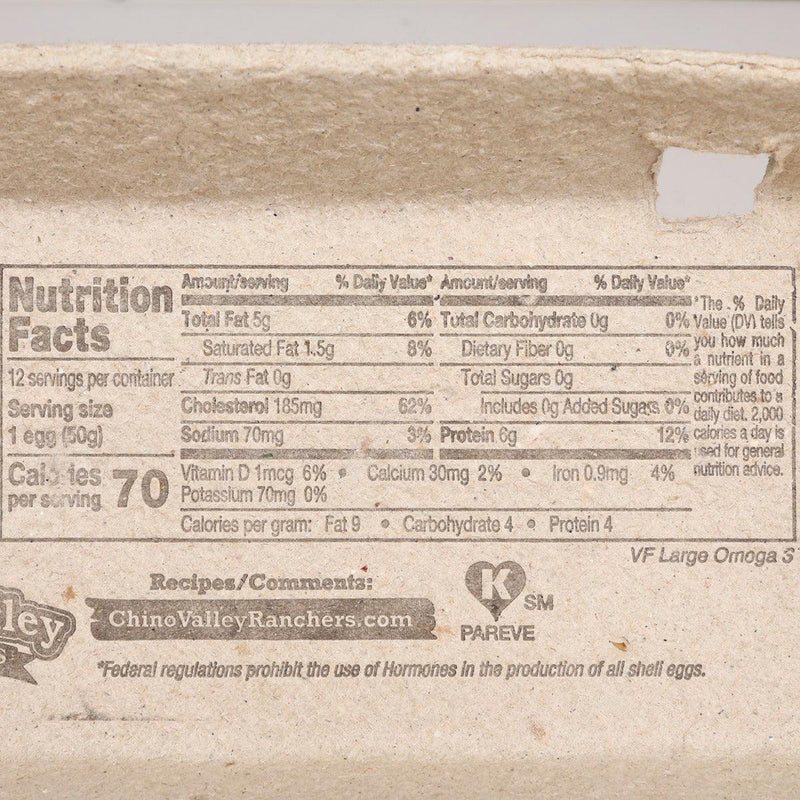 Nutrition
Facts
12 servings per container
Serving size
1 egg (50g)
Calories
per serving 70
Amount/serving % Daily Value*
Total Fat 5g 6%
Saturated Fat 1.5g 8%
Trans Fat 0g
Cholesterol 185mg 62%
Sodium 70mg 3%
Amount/serving % Daily Value*
Total Carbohydrate 0g 0%
Dietary Fiber 0g 0%
Total Sugars 0g
Includes 0g Added Sugars 0%
Protein 6g 12%
Vitamin D 1mcg 6% • Calcium 30mg 2% • Iron 0.9mg 4%
Potassium 70mg 0%
Calories per gram: Fat 9 • Carbohydrate 4 • Protein 4
*The % Daily
Value (DV) tells
you how much
a nutrient in a
serving of food
contributes to a
daily diet. 2,000
calories a day is
used for general
nutrition advice.
VF Large Omega 3
Recipes/Comments:
ChinoValleyRanchers.com
K
SM
PAREVE
lley
*Federal regulations prohibit the use of Hormones in the production of all shell eggs.